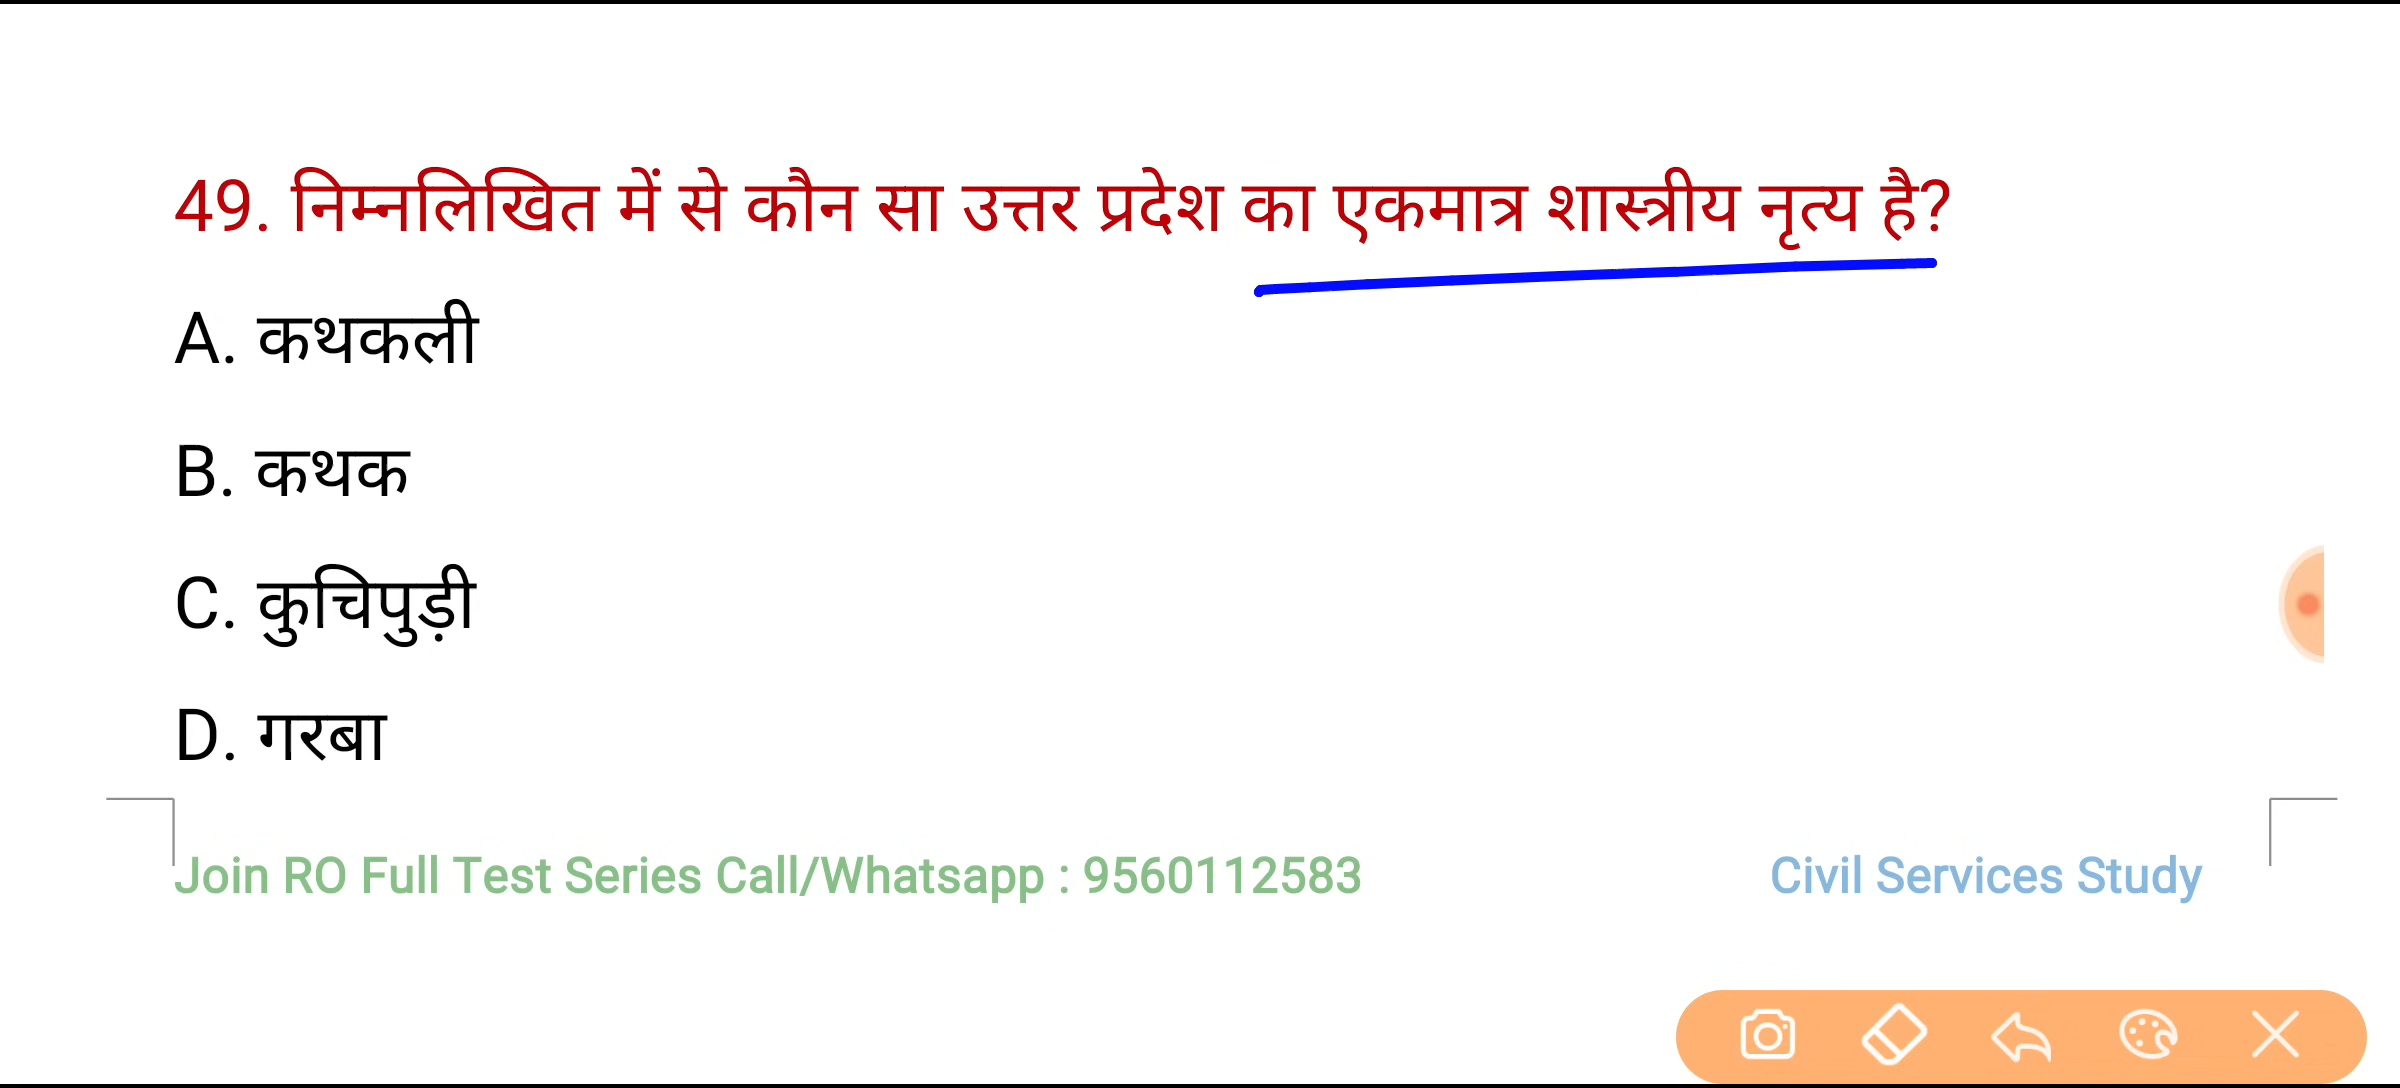 49. निम्नलिखित में से कौन सा उत्तर प्रदेश का एकमात्र शास्त्रीय नृत्य है?
A. कथकली
B. कथक
C. कुचिपुड़ी
D. गरबा
Join RO Full Test Series Call/Whatsapp : 9560112583 Civil Services Study